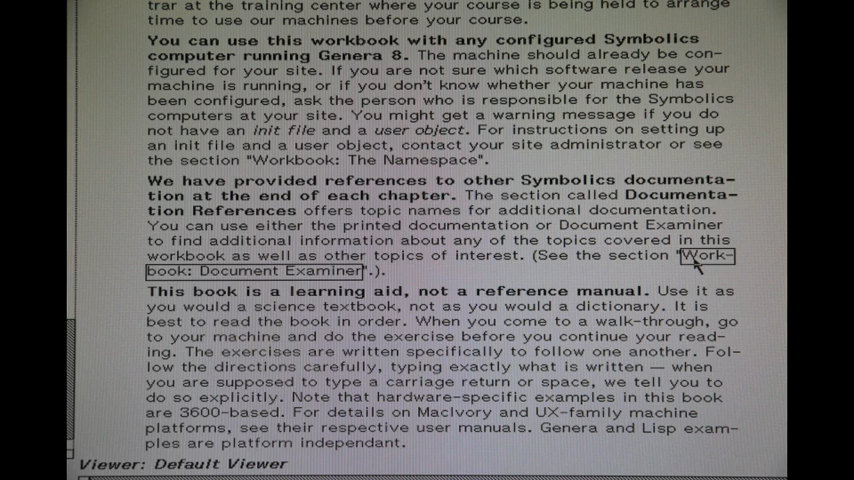 trar at the training center where your course is being held to arrange
time to use our machines before your course.
You can use this workbook with any configured Symbolics
computer running Genera 8. The machine should already be con-
figured for your site. If you are not sure which software release your
machine is running, or if you don't know whether your machine has
been configured, ask the person who is responsible for the Symbolics
computers at your site. You might get a warning message if you do
not have an init file and a user object. For instructions on setting up
an init file and a user object, contact your site administrator or see
the section "Workbook: The Namespace".
We have provided references to other Symbolics documenta-
tion at the end of each chapter. The section called Documenta-
tion References offers topic names for additional documentation.
You can use either the printed documentation or Document Examiner
to find additional information about any of the topics covered in this
workbook as well as other topics of interest. (See the section "Work-
book: Document Examiner".).
This book is a learning aid, not a reference manual. Use it as
you would a science textbook, not as you would a dictionary. It is
best to read the book in order. When you come to a walk-through, go
to your machine and do the exercise before you continue your read-
ing. The exercises are written specifically to follow one another. Fol-
low the directions carefully, typing exactly what is written — when
you are supposed to type a carriage return or space, we tell you to
do so explicitly. Note that hardware-specific examples in this book
are 3600-based. For details on MacIvory and UX-family machine
platforms, see their respective user manuals. Genera and Lisp exam-
ples are platform independant.
Viewer: Default Viewer